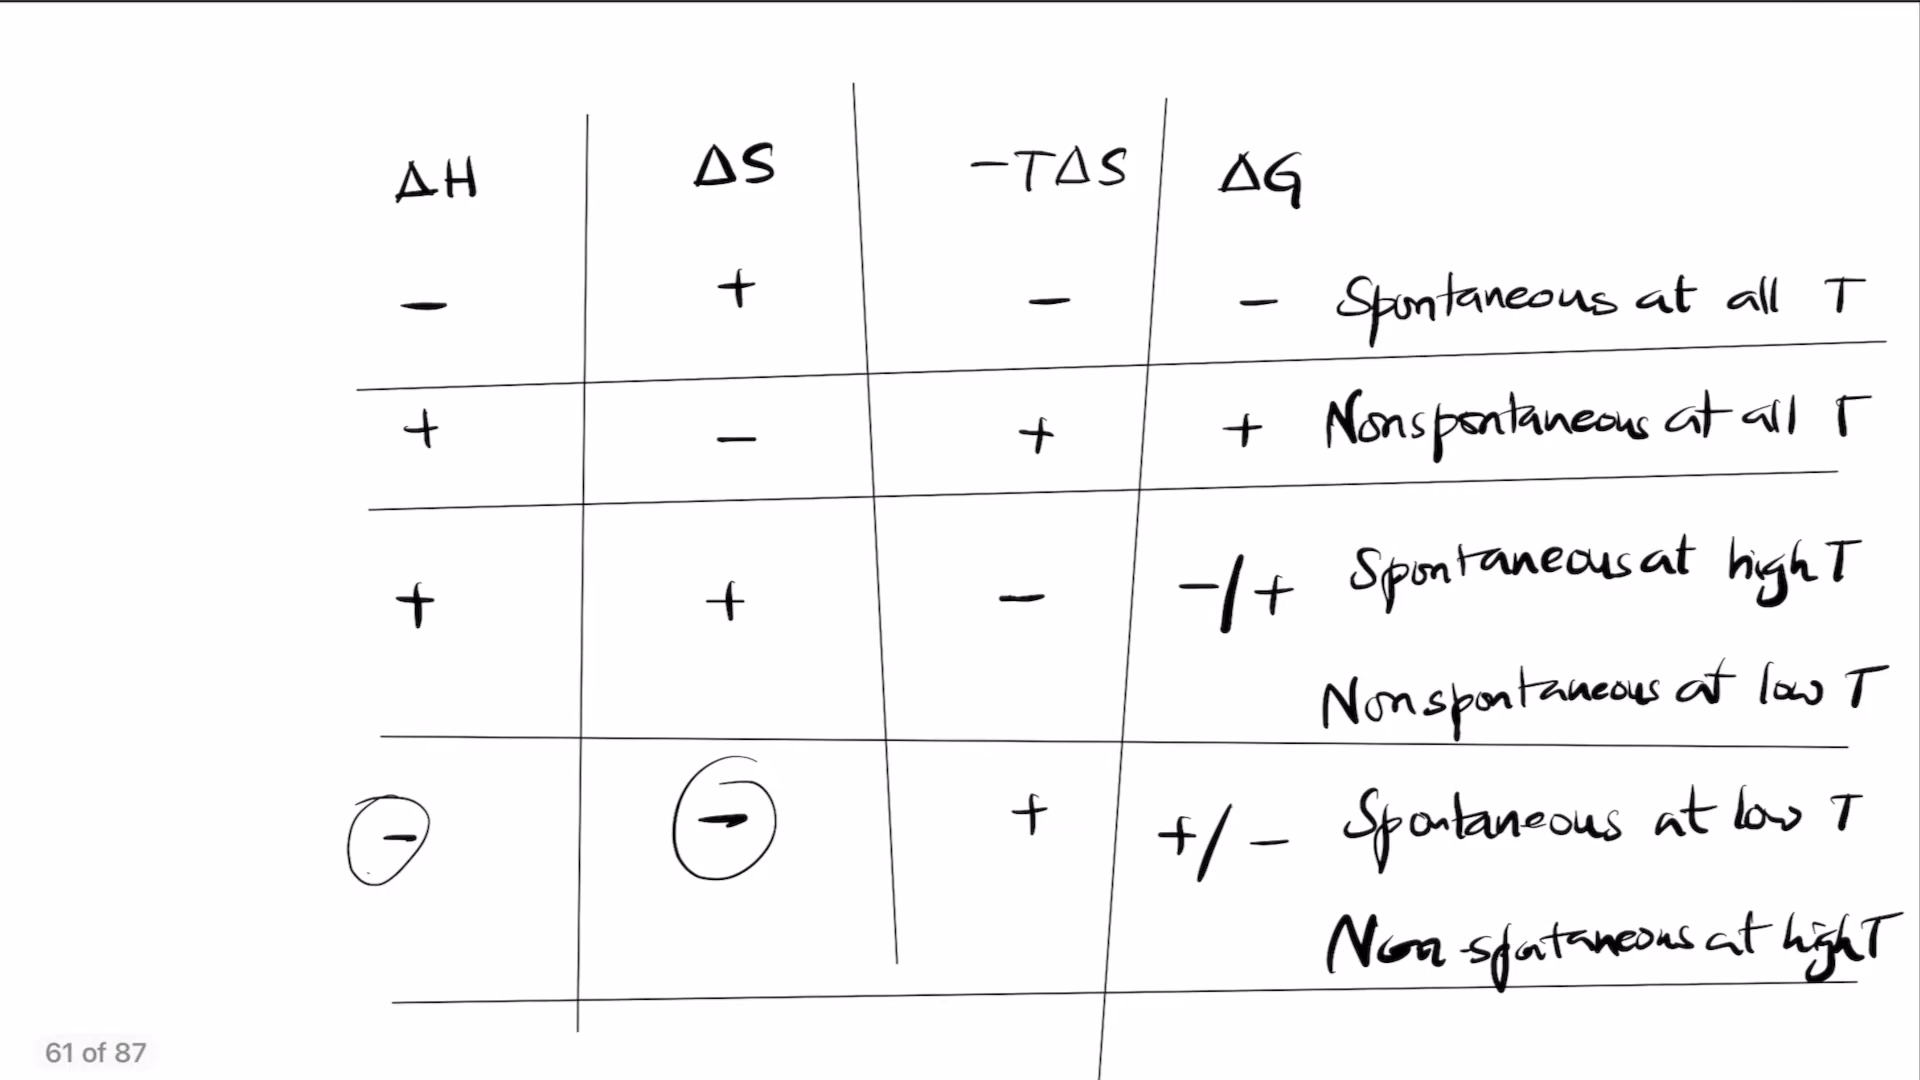 ΔH ΔS -TΔS ΔG
- + - - Spontaneous at all T
+ - + + Nonspontaneous at all T
+ + - -/+ Spontaneous at high T
Nonspontaneous at low T
- - + +/- Spontaneous at low T
Non spontaneous at high T
61 of 87